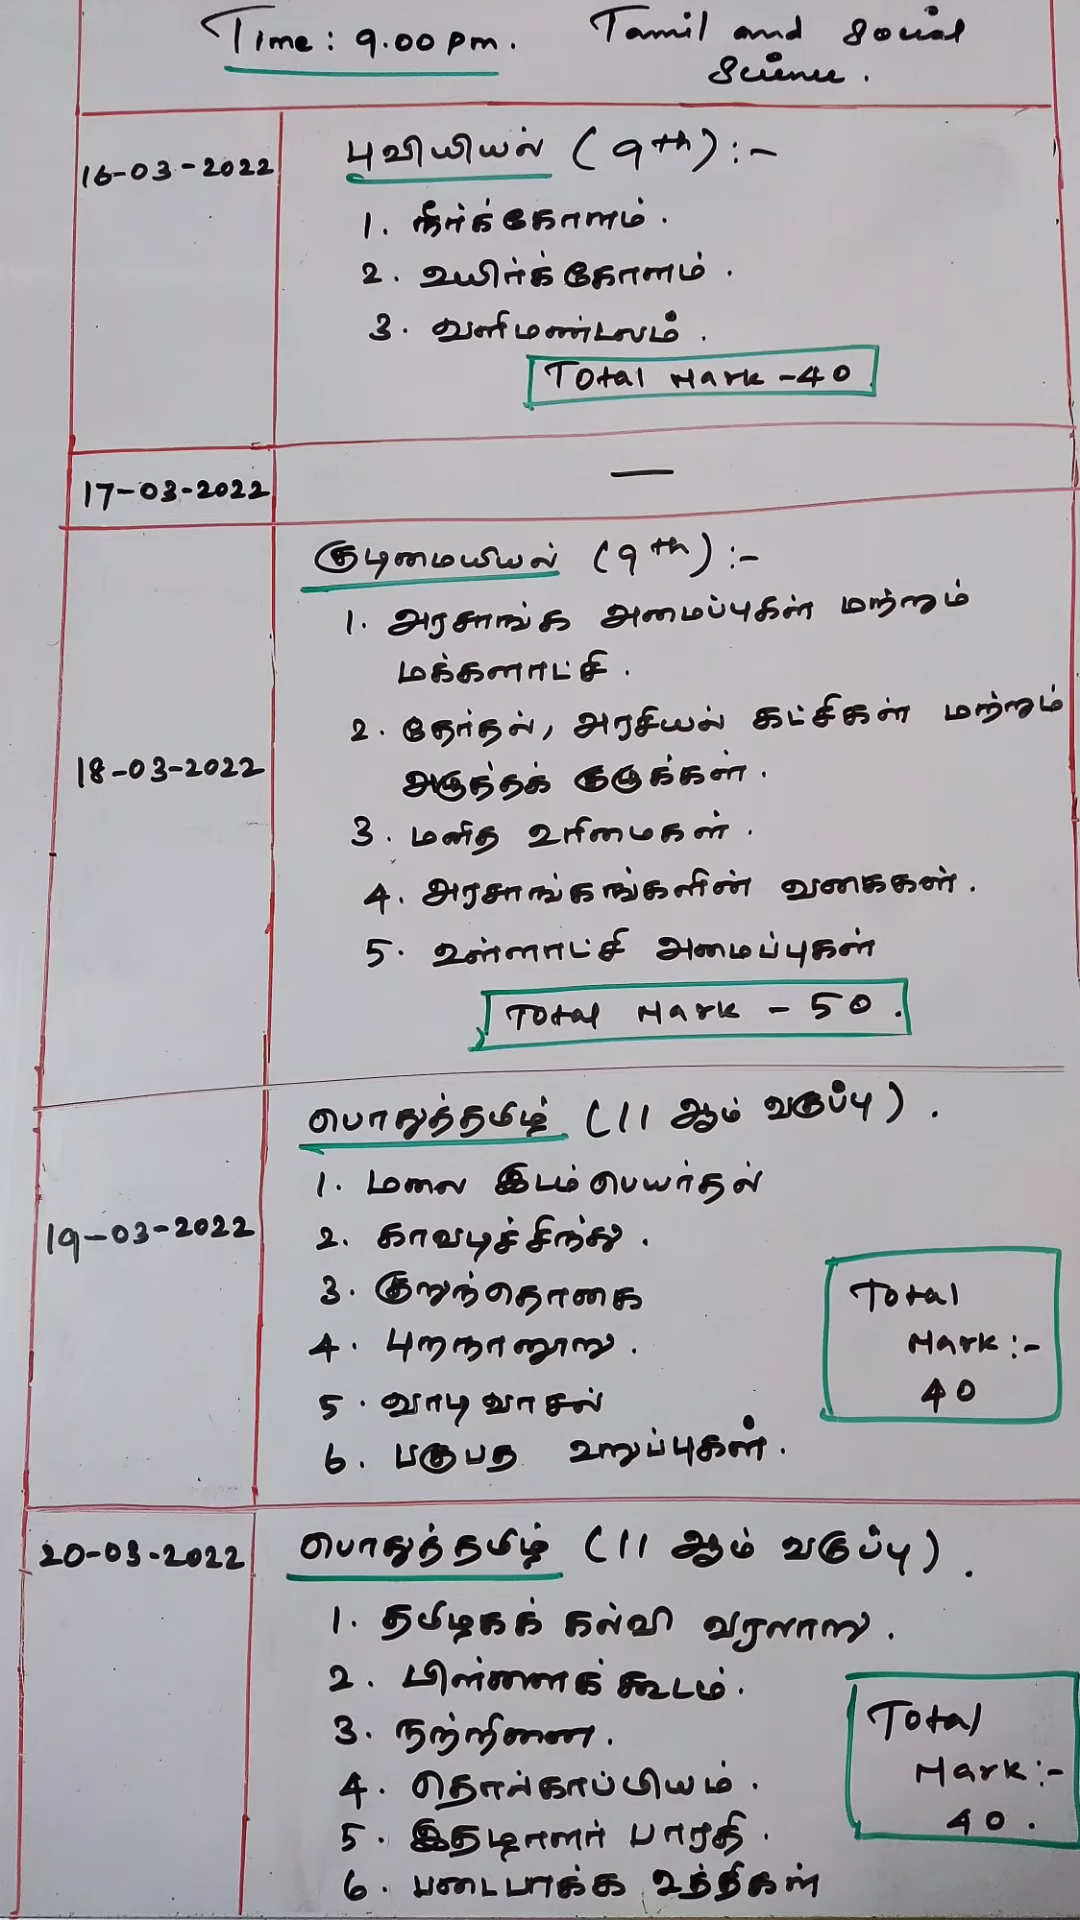 Time: 9.00 pm. Tamil and Social
Science.
16-03-2022
புவியியல் (9th):-
1. நீர்க்கோளம்.
2. உயிர்க்கோளம்.
3. வளிமண்டலம்.
Total Mark -40
17-03-2022 —
குடிமையியல் (9th):-
1. அரசாங்க அமைப்புகள் மற்றும்
மக்களாட்சி.
2. தேர்தல், அரசியல் கட்சிகள் மற்றும்
அழுத்தக் குழுக்கள்.
18-03-2022
3. மனித உரிமைகள்.
4. அரசாங்கங்களின் வகைகள்.
5. உள்ளாட்சி அமைப்புகள்
Total Mark - 50.
பொதுத்தமிழ் (11 ஆம் வகுப்பு).
1. மலை இடம்பெயர்தல்
19-03-2022
2. காவடிச்சிந்து.
3. குறுந்தொகை
4. புறநானூறு.
5. வாடிவாசல்
6. பகுபத உறுப்புகள்.
Total
Mark:-
40
20-03-2022 பொதுத்தமிழ் (11 ஆம் வகுப்பு).
1. தமிழகக் கல்வி வரலாறு.
2. பிள்ளைக்கூடம்.
3. நற்றிணை.
4. தொல்காப்பியம்.
5. இதழாளர் பாரதி.
6. படைபாக்க உத்திகள்
Total
Mark:-
40.